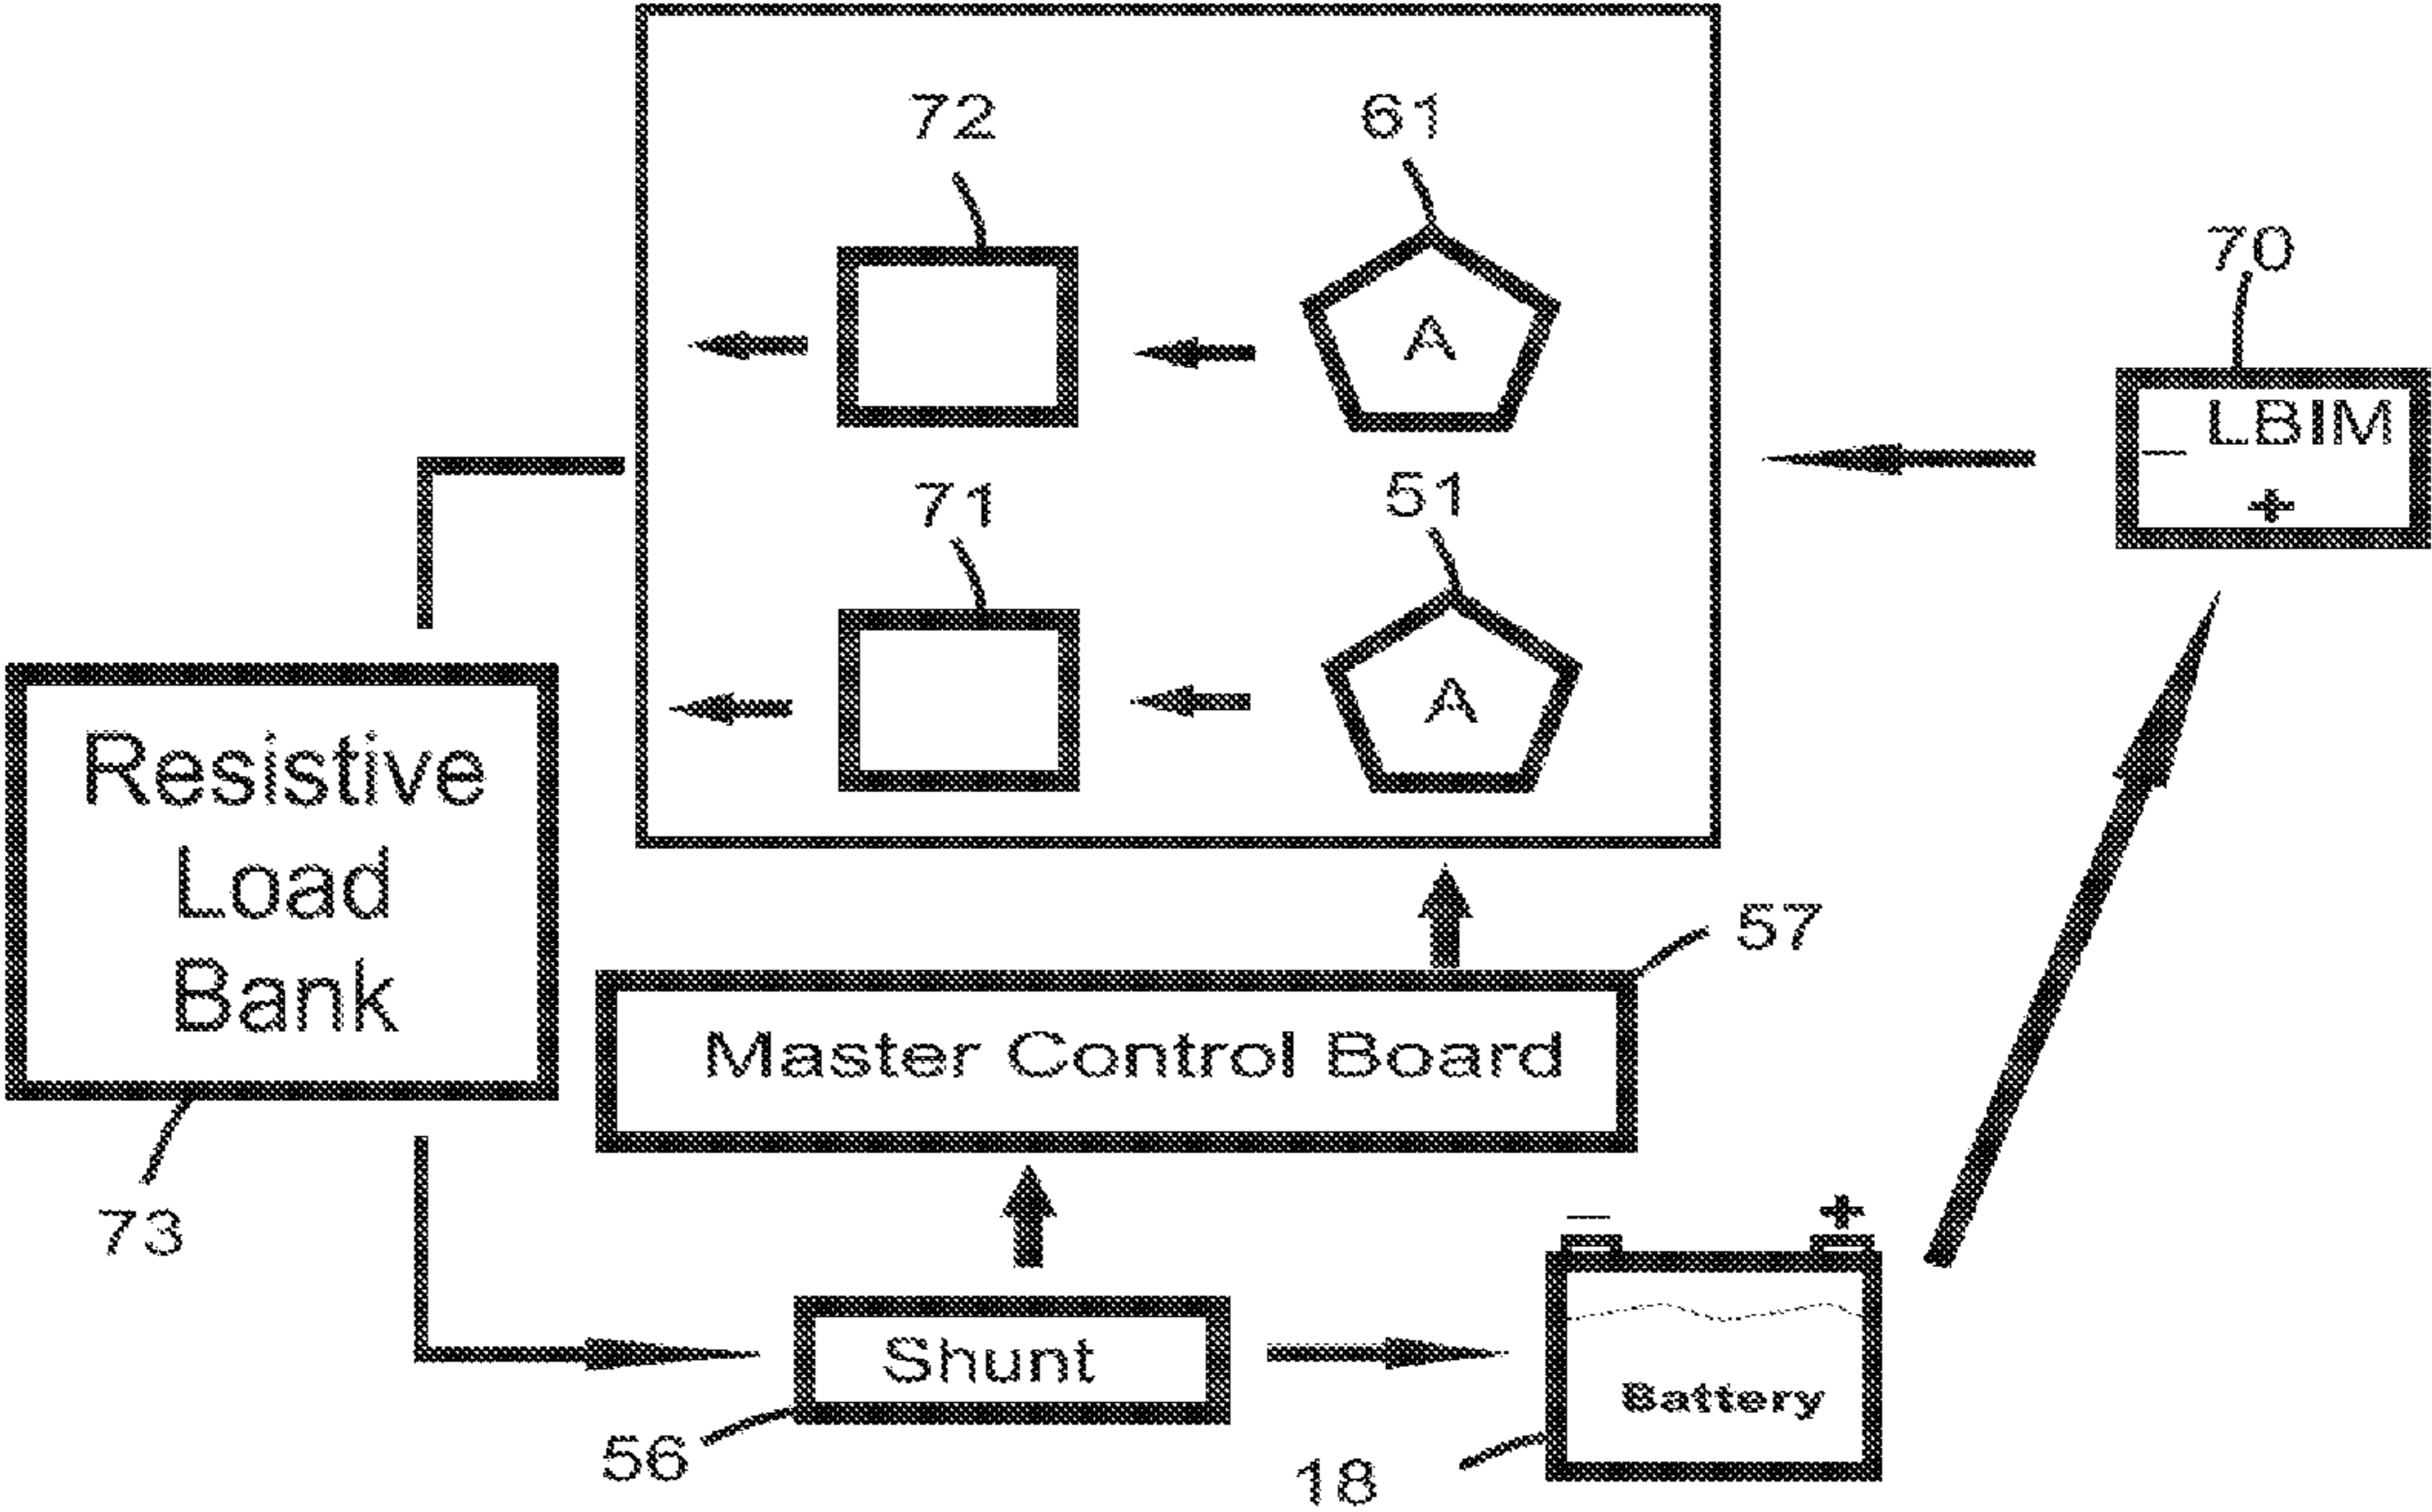 72
61
70
A
– LBIM
+
71
51
A
Resistive
Load
Bank
57
Master Control Board
73
– +
Shunt
Battery
56
18